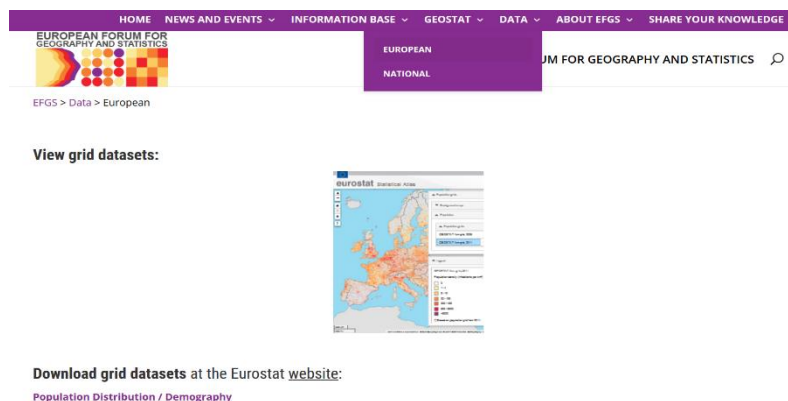 HOME NEWS AND EVENTS INFORMATION BASE GEOSTAT DATA ABOUT EFGS SHARE YOUR KNOWLEDGE
EUROPEAN FORUM FOR
GEOGRAPHY AND STATISTICS
EUROPEAN
NATIONAL
UM FOR GEOGRAPHY AND STATISTICS
EFGS > Data > European
View grid datasets:
eurostat Statistical Atlas
Download grid datasets at the Eurostat website:
Population Distribution / Demography